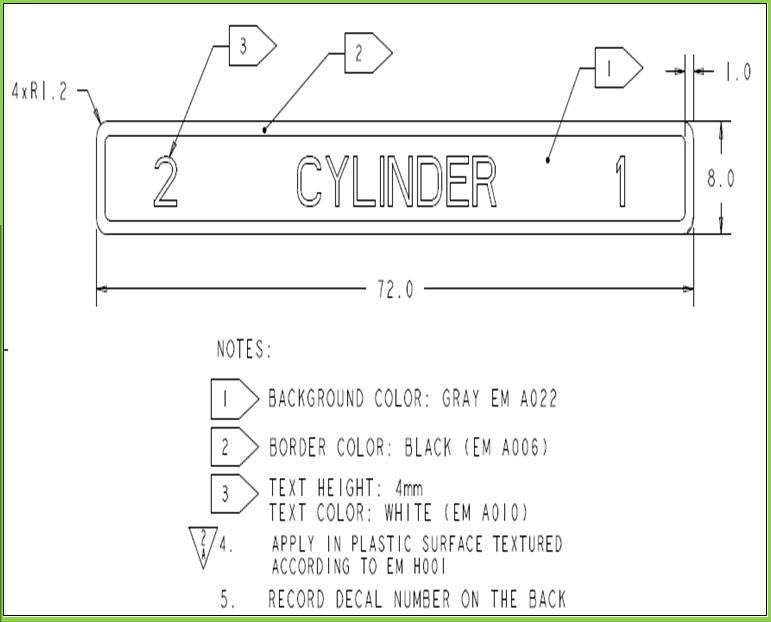 3
2
1
1.0
4xR1.2
2 CYLINDER 1
8.0
72.0
NOTES:
1 BACKGROUND COLOR: GRAY EM A022
2 BORDER COLOR: BLACK (EM A006)
3 TEXT HEIGHT: 4mm
TEXT COLOR: WHITE (EM A010)
2
A
4. APPLY IN PLASTIC SURFACE TEXTURED
ACCORDING TO EM H001
5. RECORD DECAL NUMBER ON THE BACK